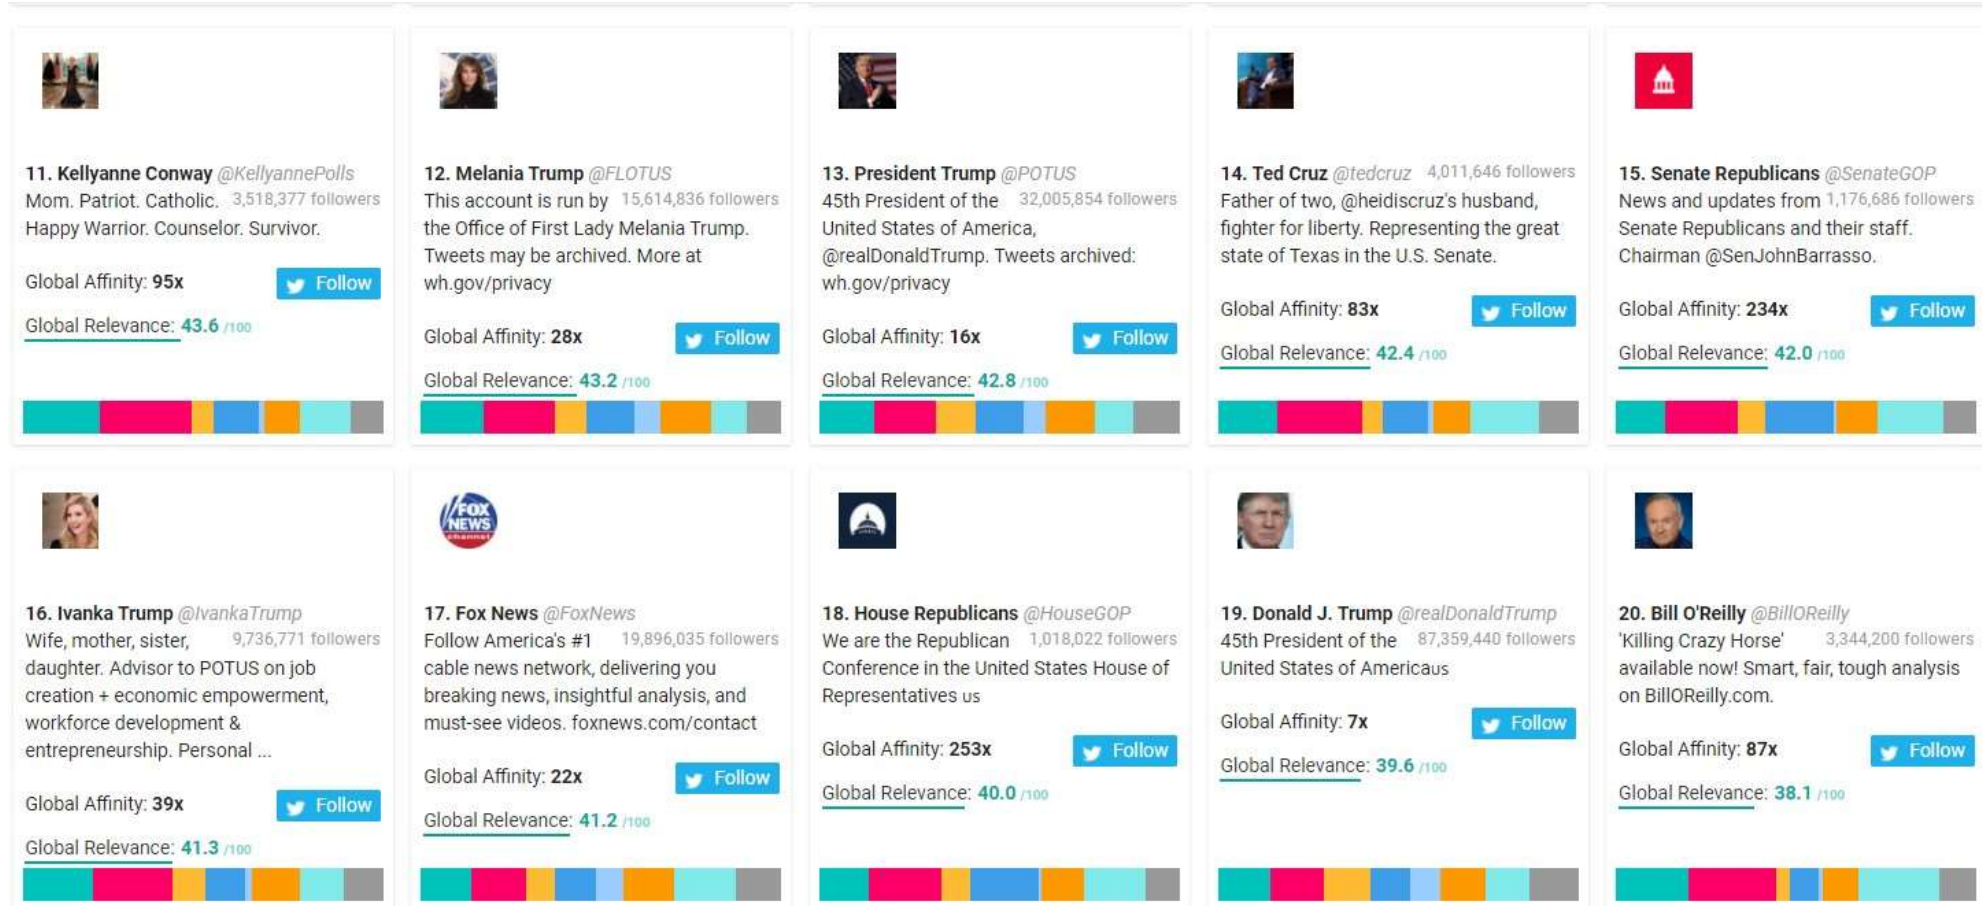 11. Kellyanne Conway @KellyannePolls
Mom. Patriot. Catholic. 3,518,377 followers
Happy Warrior. Counselor. Survivor.
Global Affinity: 95x
Follow
Global Relevance: 43.6 /100
12. Melania Trump @FLOTUS
This account is run by 15,614,836 followers
the Office of First Lady Melania Trump.
Tweets may be archived. More at
wh.gov/privacy
Global Affinity: 28x
Follow
Global Relevance: 43.2 /100
13. President Trump @POTUS
45th President of the 32,005,854 followers
United States of America,
@realDonaldTrump. Tweets archived:
wh.gov/privacy
Global Affinity: 16x
Follow
Global Relevance: 42.8 /100
14. Ted Cruz @tedcruz 4,011,646 followers
Father of two, @heidiscruz's husband,
fighter for liberty. Representing the great
state of Texas in the U.S. Senate.
Global Affinity: 83x
Follow
Global Relevance: 42.4 /100
15. Senate Republicans @SenateGOP
News and updates from 1,176,686 followers
Senate Republicans and their staff.
Chairman @SenJohnBarrasso.
Global Affinity: 234x
Follow
Global Relevance: 42.0 /100
16. Ivanka Trump @IvankaTrump
Wife, mother, sister, 9,736,771 followers
daughter. Advisor to POTUS on job
creation + economic empowerment,
workforce development &
entrepreneurship. Personal ...
Global Affinity: 39x
Follow
Global Relevance: 41.3 /100
FOX
NEWS
channel
17. Fox News @FoxNews
Follow America's #1 19,896,035 followers
cable news network, delivering you
breaking news, insightful analysis, and
must-see videos. foxnews.com/contact
Global Affinity: 22x
Follow
Global Relevance: 41.2 /100
18. House Republicans @HouseGOP
We are the Republican 1,018,022 followers
Conference in the United States House of
Representatives us
Global Affinity: 253x
Follow
Global Relevance: 40.0 /100
19. Donald J. Trump @realDonaldTrump
45th President of the 87,359,440 followers
United States of Americaus
Global Affinity: 7x
Follow
Global Relevance: 39.6 /100
20. Bill O'Reilly @BillOReilly
'Killing Crazy Horse' 3,344,200 followers
available now! Smart, fair, tough analysis
on BillOReilly.com.
Global Affinity: 87x
Follow
Global Relevance: 38.1 /100